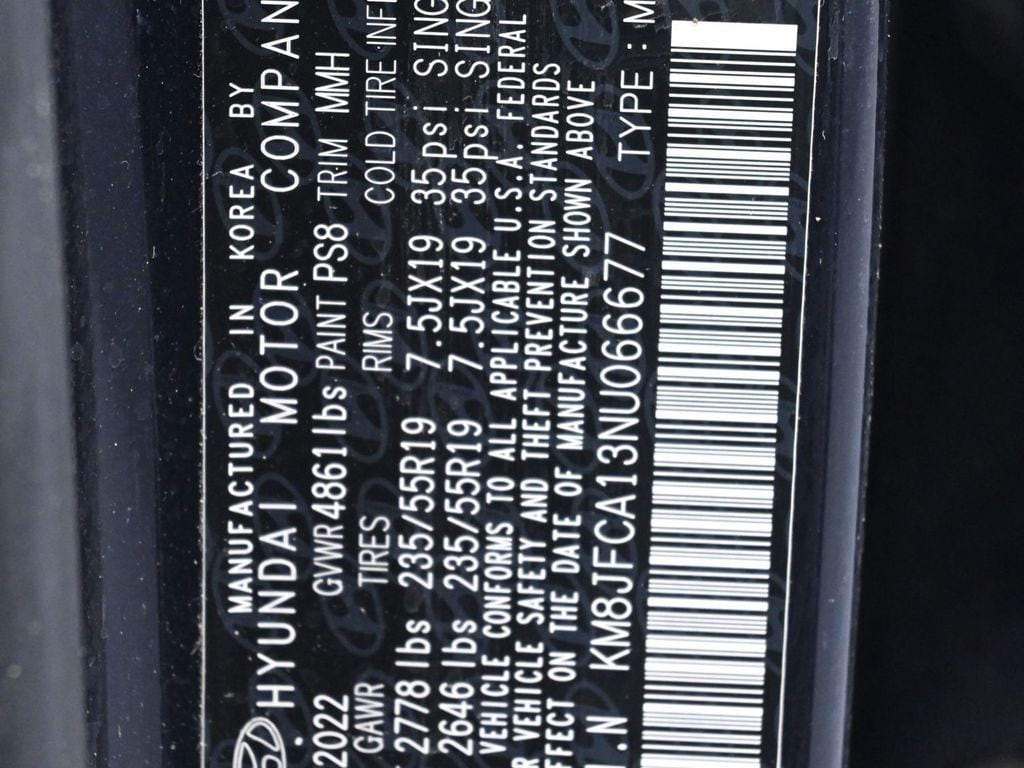 MANUFACTURED IN KOREA BY
HYUNDAI MOTOR COMPAN
2022 GVWR 4861lbs PAINT PS8 TRIM MMH
GAWR TIRES RIMS COLD TIRE INFL
2778 lbs 235/55R19 7.5JX19 35psi SING
2646 lbs 235/55R19 7.5JX19 35psi SING
VEHICLE CONFORMS TO ALL APPLICABLE U.S.A. FEDERAL
R VEHICLE SAFETY AND THEFT PREVENTION STANDARDS
FFECT ON THE DATE OF MANUFACTURE SHOWN ABOVE
.N KM8JFCA13NU066677 TYPE : M